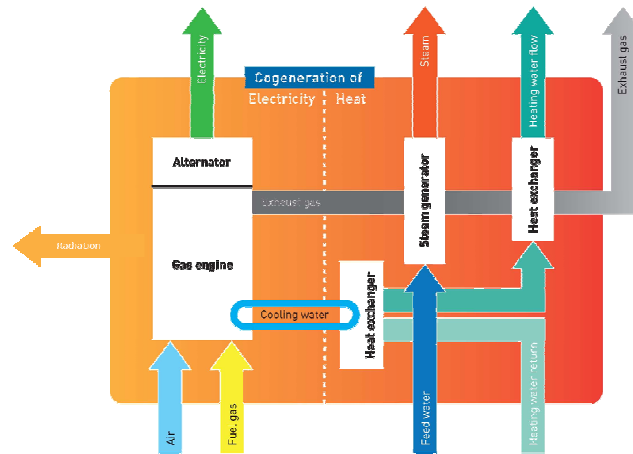 Electricity
Steam
Heating water flow
Exhaust gas
Cogeneration of
Electricity
Heat
Alternator
Exhaust gas
Steam generator
Heat exchanger
Radiation
Gas engine
Cooling water
Heat exchanger
Air
Fuel gas
Feed water
Heating water return